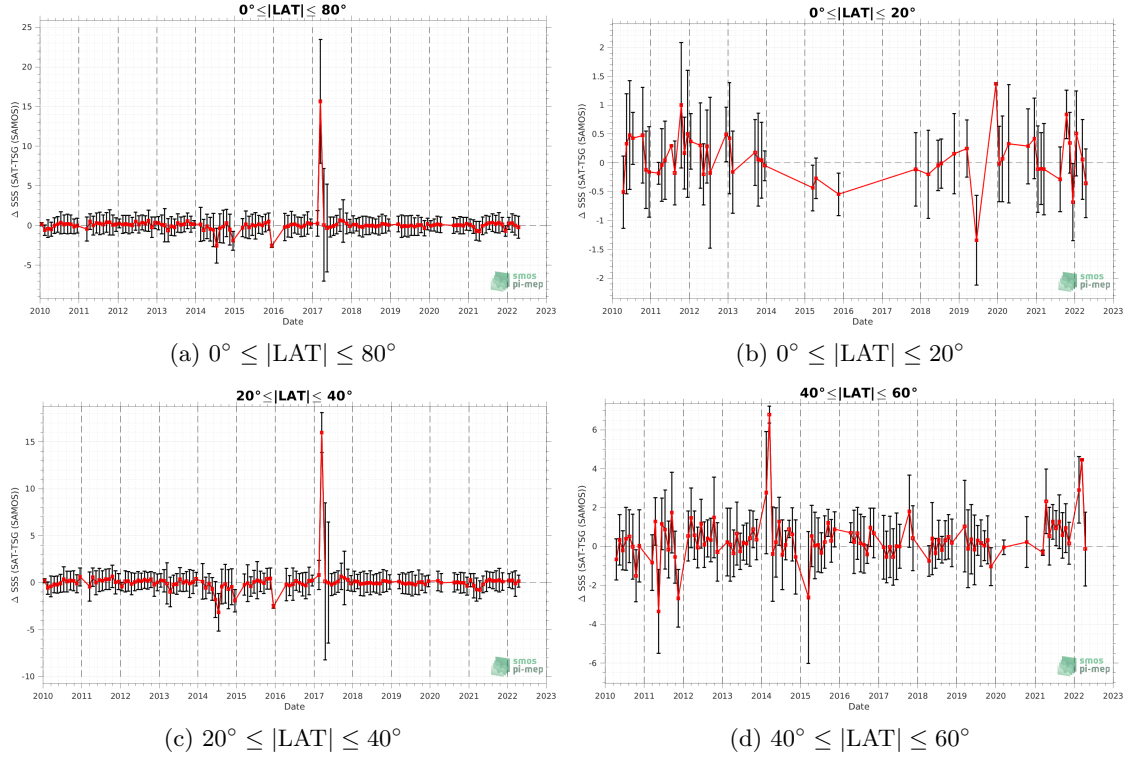 0°≤|LAT|≤ 80°
Δ SSS (SAT-TSG (SAMOS))
25
20
15
10
5
0
-5
2010 2011 2012 2013 2014 2015 2016 2017 2018 2019 2020 2021 2022 2023
Date
smos
pi-mep
(a) 0° ≤ |LAT| ≤ 80°
0°≤|LAT|≤ 20°
Δ SSS (SAT-TSG (SAMOS))
2
1.5
1
0.5
0
-0.5
-1
-1.5
-2
2010 2011 2012 2013 2014 2015 2016 2017 2018 2019 2020 2021 2022 2023
Date
smos
pi-mep
(b) 0° ≤ |LAT| ≤ 20°
20°≤|LAT|≤ 40°
Δ SSS (SAT-TSG (SAMOS))
15
10
5
0
-5
-10
2010 2011 2012 2013 2014 2015 2016 2017 2018 2019 2020 2021 2022 2023
Date
smos
pi-mep
(c) 20° ≤ |LAT| ≤ 40°
40°≤|LAT|≤ 60°
Δ SSS (SAT-TSG (SAMOS))
6
4
2
0
-2
-4
-6
2010 2011 2012 2013 2014 2015 2016 2017 2018 2019 2020 2021 2022 2023
Date
smos
pi-mep
(d) 40° ≤ |LAT| ≤ 60°